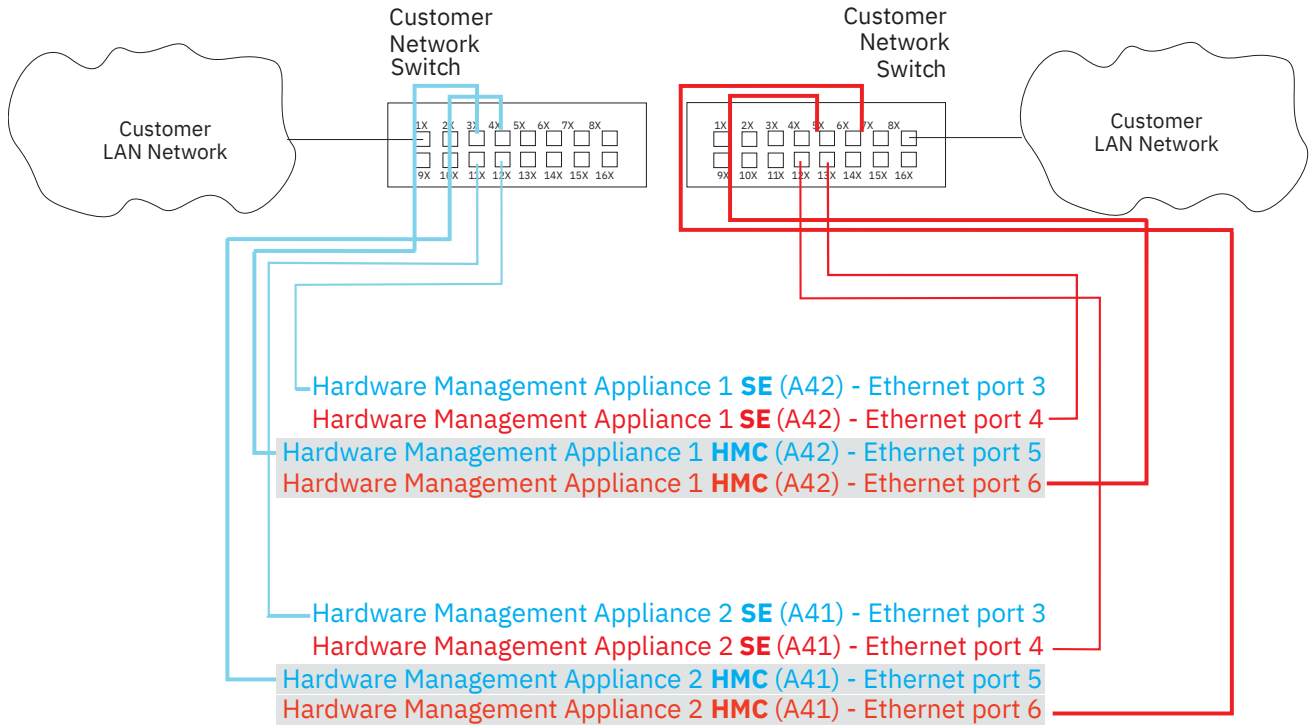 Customer
Network
Switch
Customer
Network
Switch
Customer
LAN Network
1X 2X 3X 4X 5X 6X 7X 8X
9X 10X 11X 12X 13X 14X 15X 16X
1X 2X 3X 4X 5X 6X 7X 8X
9X 10X 11X 12X 13X 14X 15X 16X
Customer
LAN Network
Hardware Management Appliance 1 SE (A42) - Ethernet port 3
Hardware Management Appliance 1 SE (A42) - Ethernet port 4
Hardware Management Appliance 1 HMC (A42) - Ethernet port 5
Hardware Management Appliance 1 HMC (A42) - Ethernet port 6
Hardware Management Appliance 2 SE (A41) - Ethernet port 3
Hardware Management Appliance 2 SE (A41) - Ethernet port 4
Hardware Management Appliance 2 HMC (A41) - Ethernet port 5
Hardware Management Appliance 2 HMC (A41) - Ethernet port 6